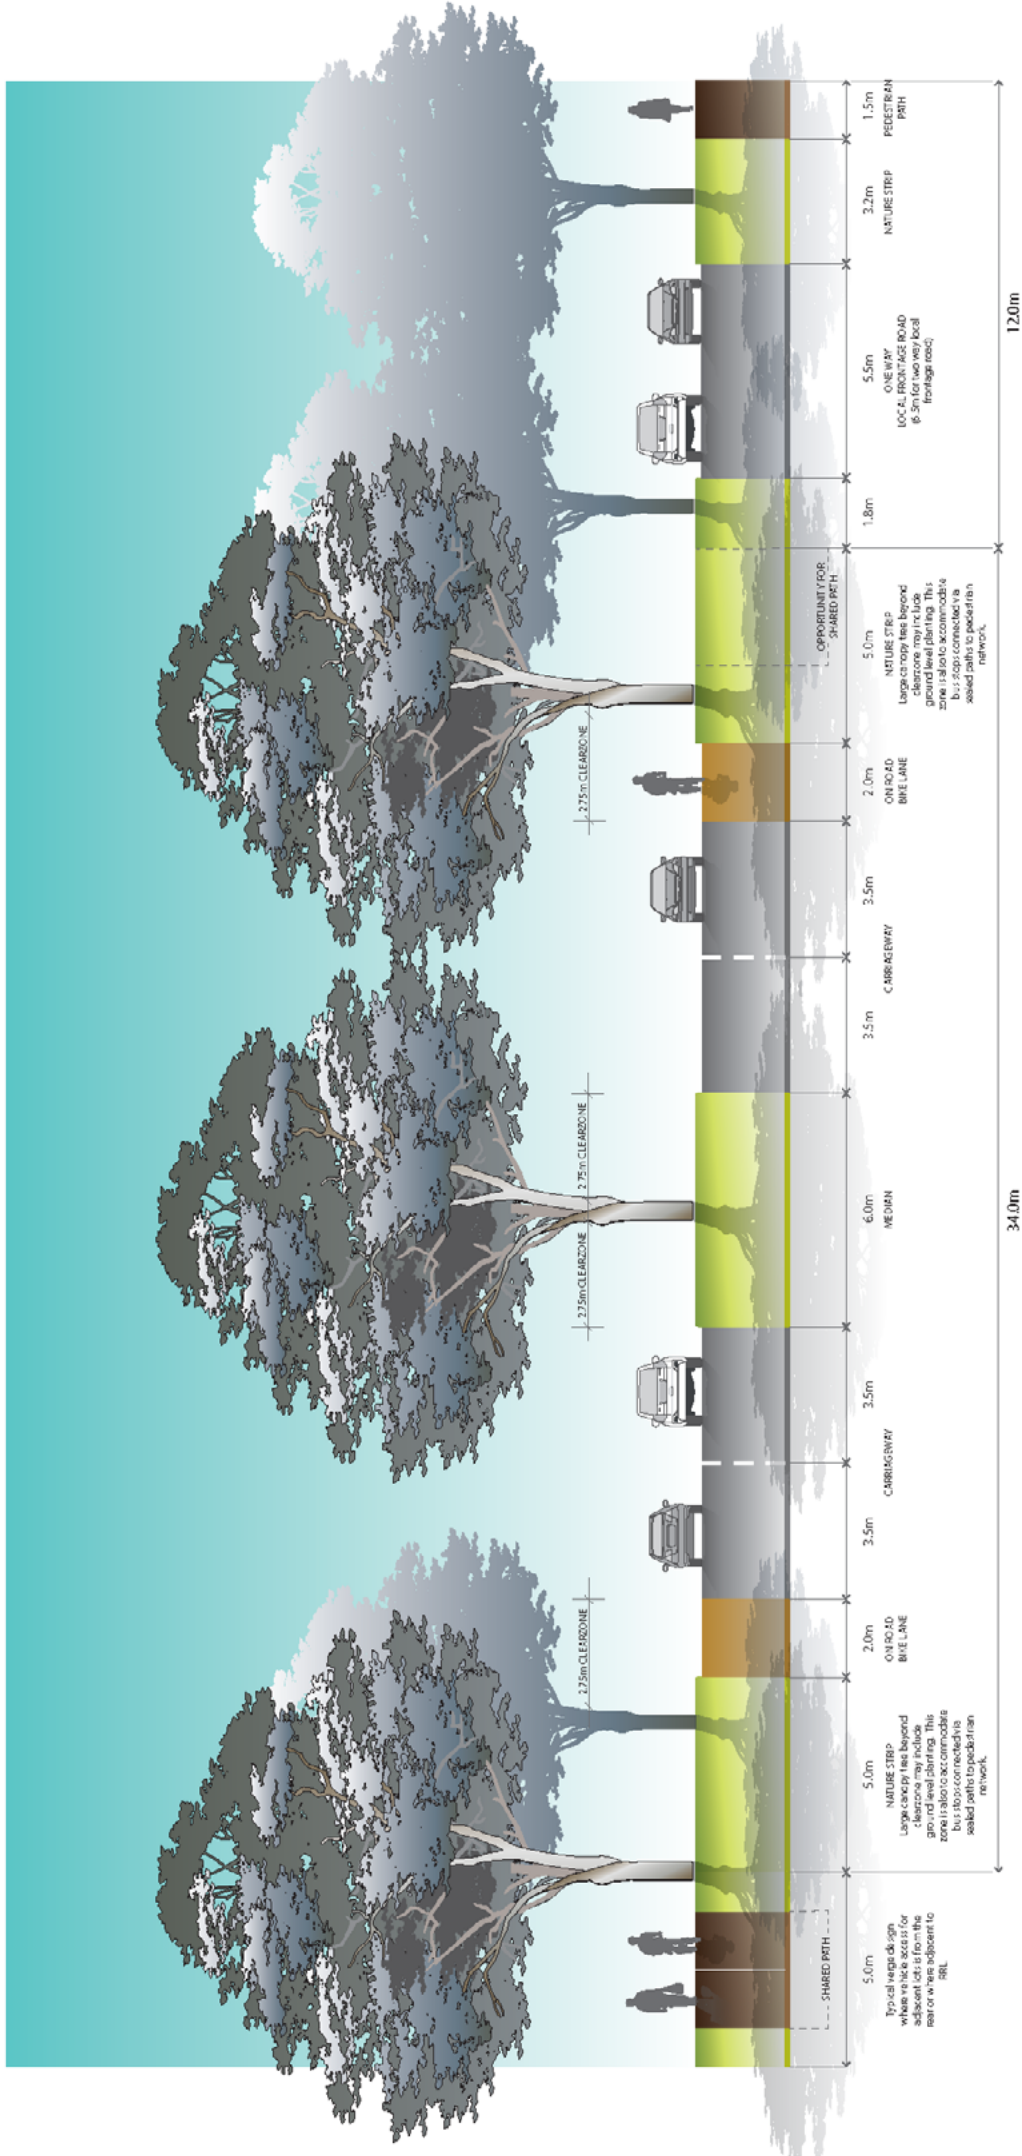 SHARED PATH
OPPORTUNITY FOR
SHARED PATH
2.75m CLEARZONE
2.75m CLEARZONE
2.75m CLEARZONE
2.75m CLEARZONE
5.0m
Typical verge design
where vehicle access for
adjacent lots is from the
rear or where adjacent to
RRL
5.0m
NATURE STRIP
Large canopy tree beyond
clearzone may include
ground level planting. This
zone is also to accommodate
bus stops connected via
sealed paths to pedestrian
network.
2.0m
ON ROAD
BIKE LANE
3.5m
CARRIAGEWAY
3.5m
6.0m
MEDIAN
3.5m
CARRIAGEWAY
3.5m
2.0m
ON ROAD
BIKE LANE
5.0m
NATURE STRIP
Large canopy tree beyond
clearzone may include
ground level planting. This
zone is also to accommodate
bus stops connected via
sealed paths to pedestrian
network.
1.8m
5.5m
ONE WAY
LOCAL FRONTAGE ROAD
(6.5m for two way local
frontage road)
3.2m
NATURE STRIP
1.5m
PEDESTRIAN
PATH
34.0m
12.0m